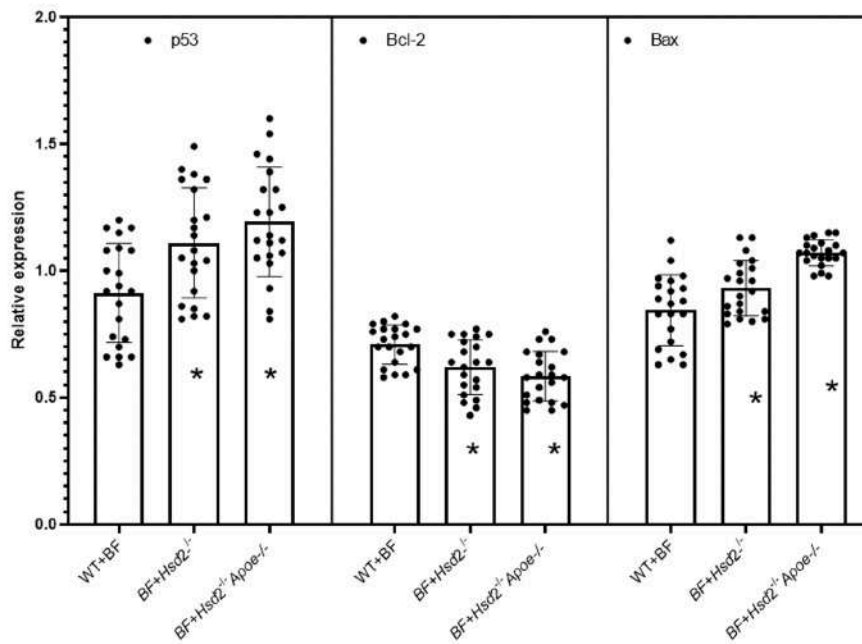 2.0
p53
Bcl-2
Bax
1.5
1.0
0.5
0.0
Relative expression
*
*
*
*
*
*
WT+BF
BF+Hsd2-/-
BF+Hsd2-/- Apoe-/-
WT+BF
BF+Hsd2-/-
BF+Hsd2-/- Apoe-/-
WT+BF
BF+Hsd2-/-
BF+Hsd2-/- Apoe-/-